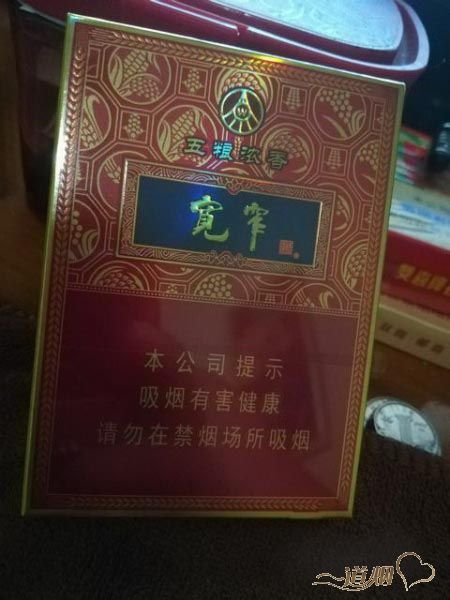 五粮浓香
宽窄
本公司提示
吸烟有害健康
请勿在禁烟场所吸烟
一道烟